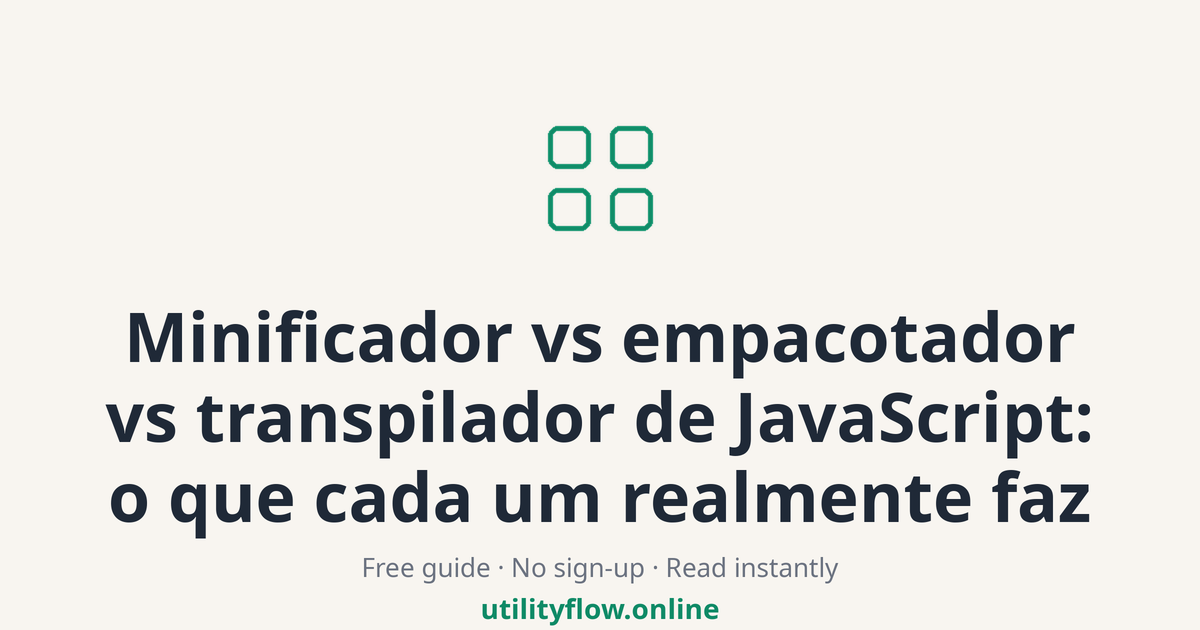 Minificador vs empacotador
vs transpilador de JavaScript:
o que cada um realmente faz
Free guide · No sign-up · Read instantly
utilityflow.online